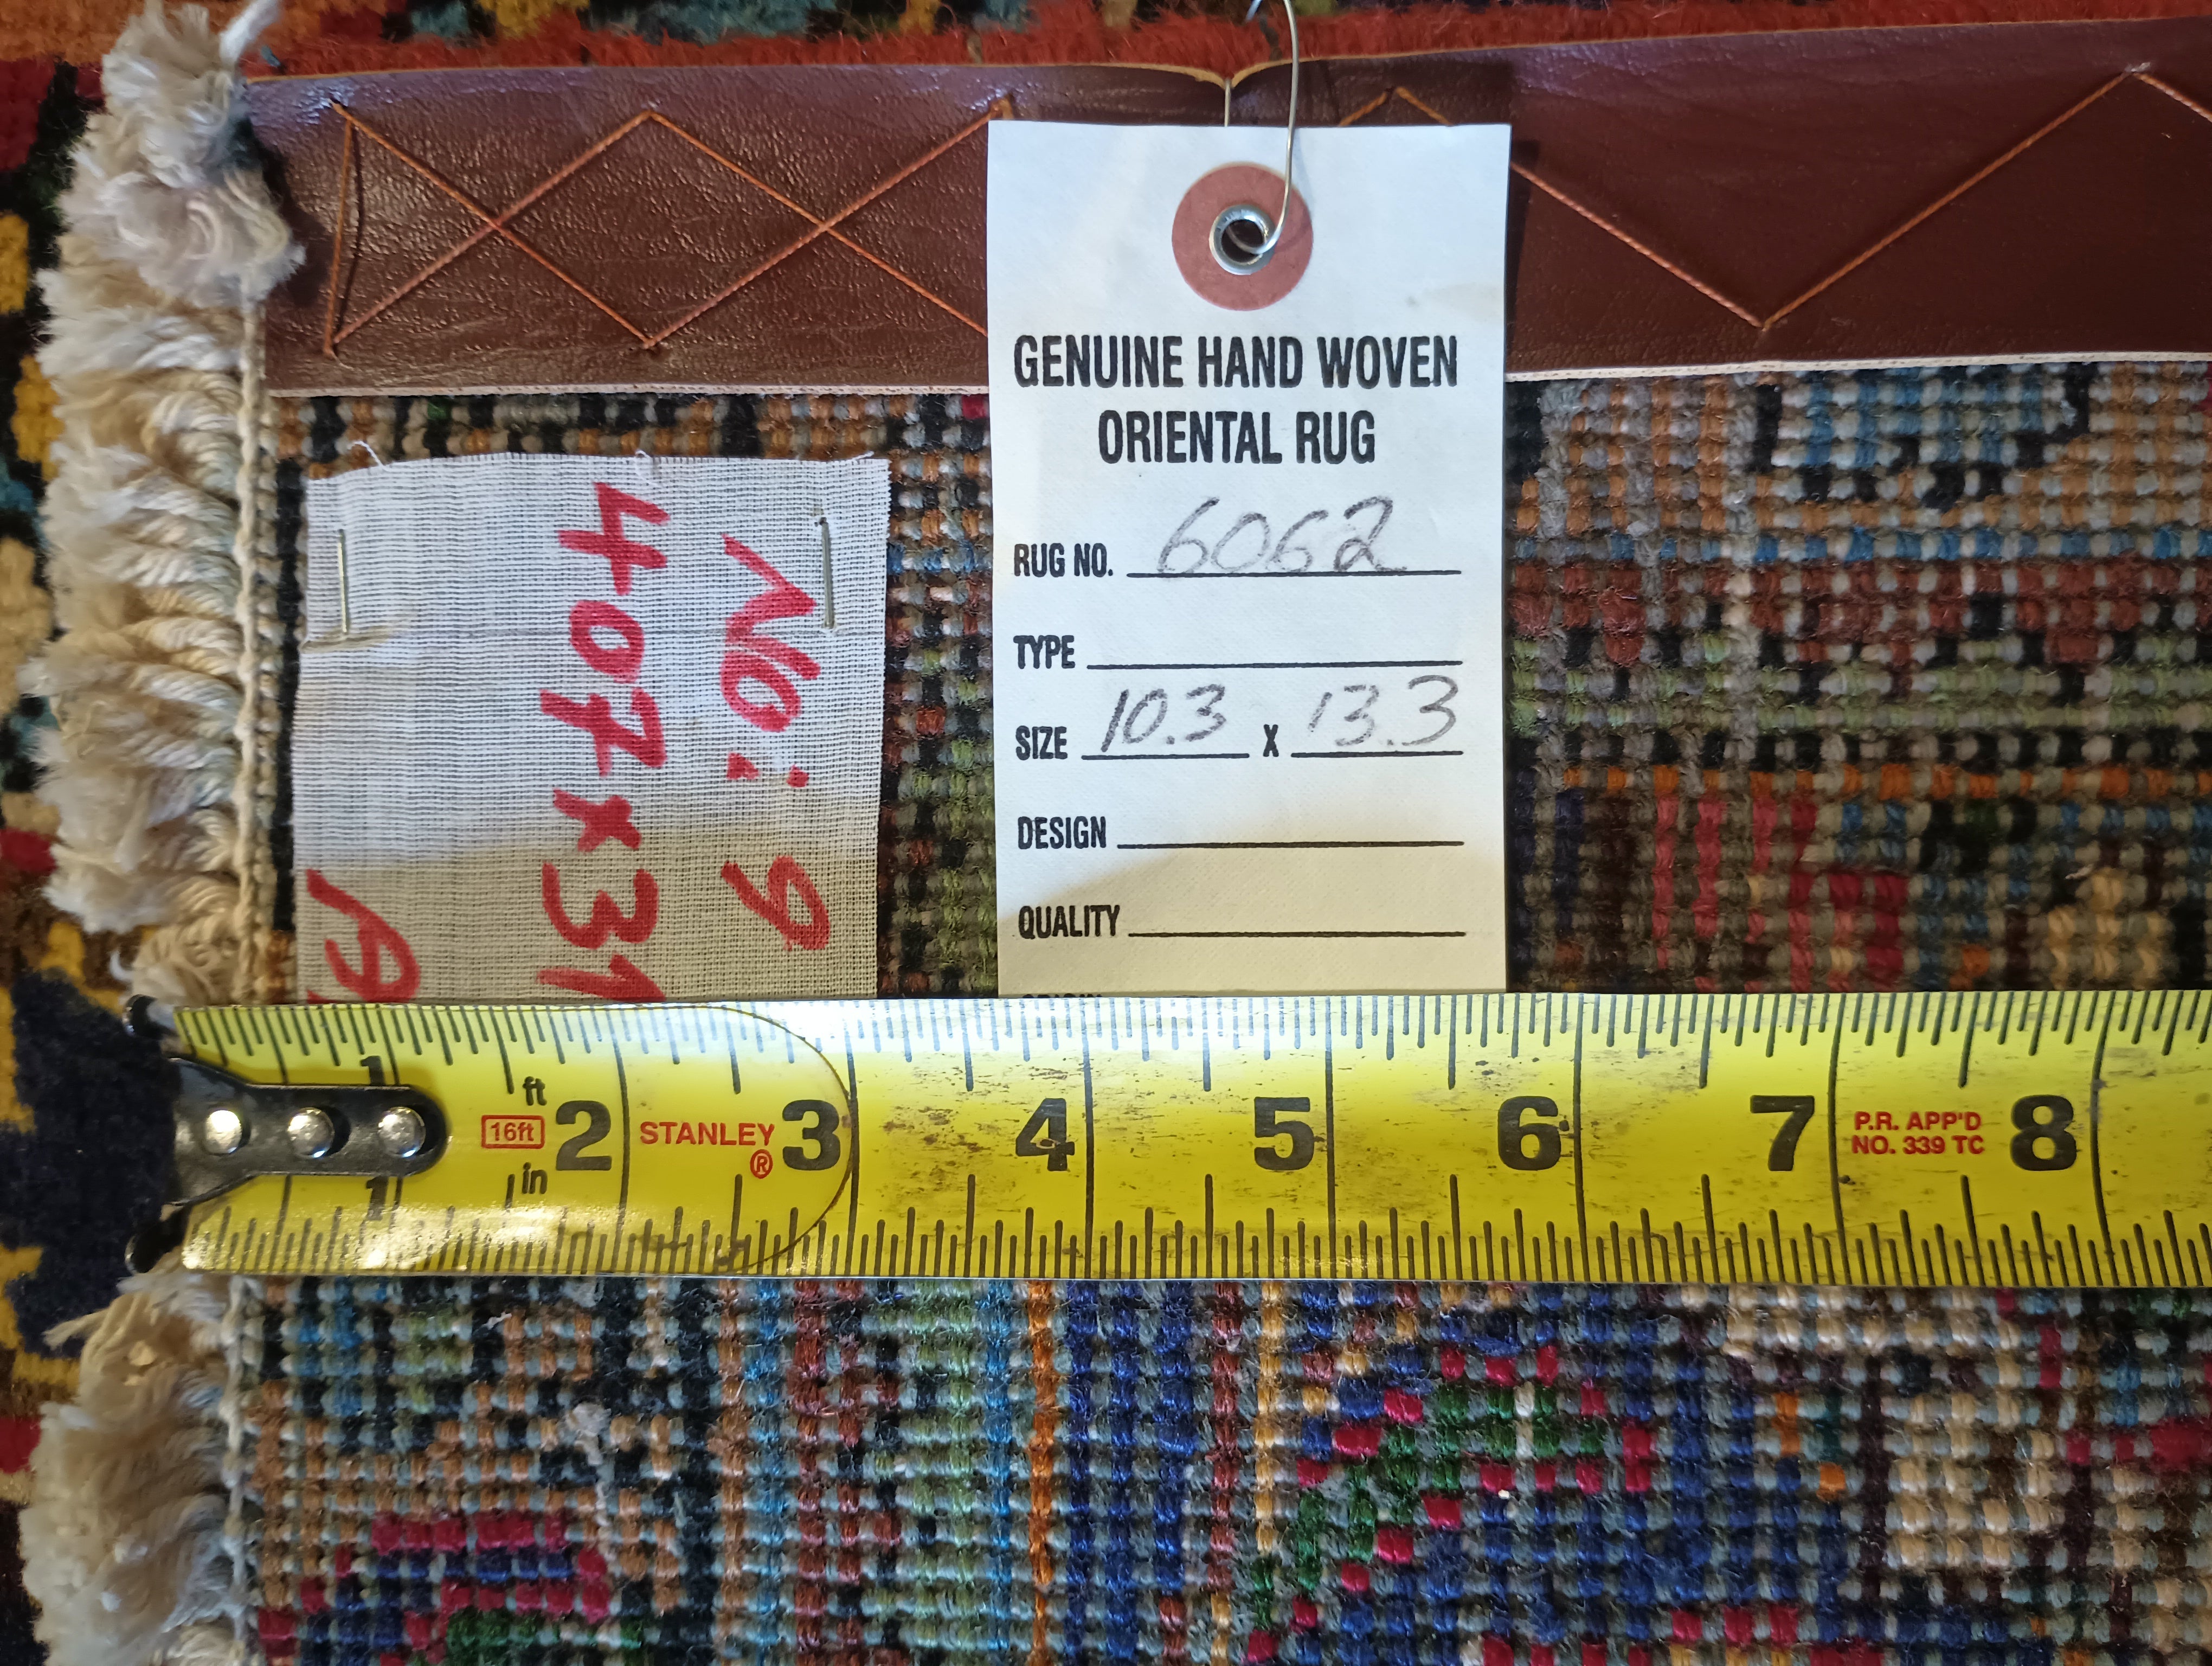 GENUINE HAND WOVEN
ORIENTAL RUG
RUG NO. 6062
TYPE
SIZE 10.3 X 13.3
DESIGN
QUALITY
No: 9
407x31
1 ft 2 3 4 5 6 7 8
16ft STANLEY ® P.R. APP'D
NO. 339 TC
1 in